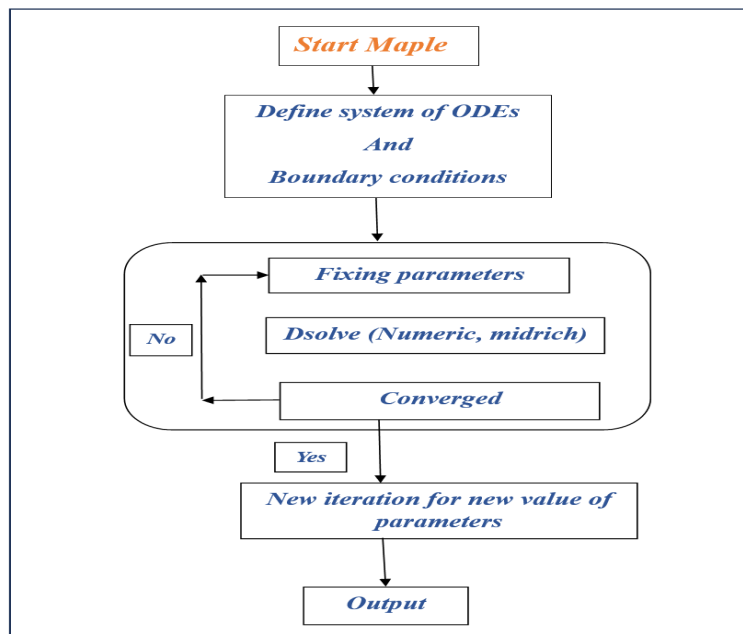 Start Maple
Define system of ODEs
And
Boundary conditions
Fixing parameters
No
Dsolve (Numeric, midrich)
Converged
Yes
New iteration for new value of
parameters
Output